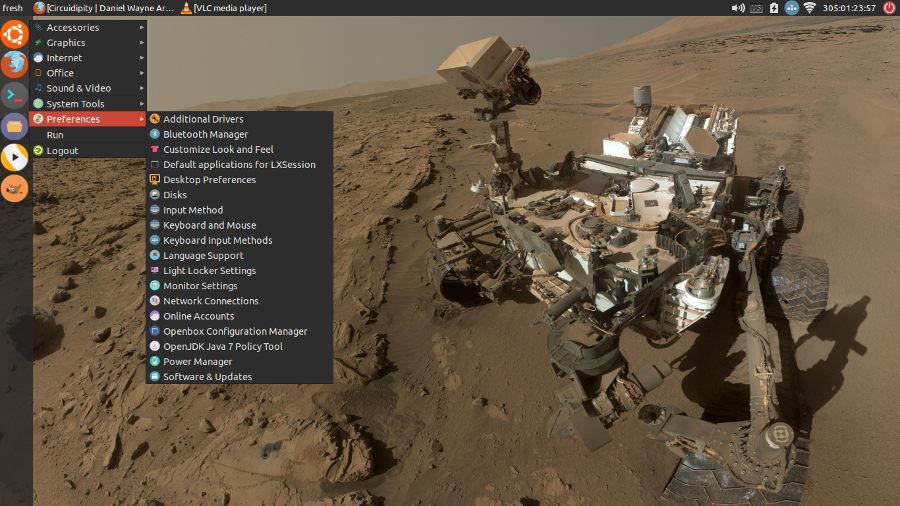 fresh
[Circuidipity | Daniel Wayne Ar...
[VLC media player]
305:01:23:57
Accessories
Graphics
Internet
Office
Sound & Video
System Tools
Preferences
Run
Logout
Additional Drivers
Bluetooth Manager
Customize Look and Feel
Default applications for LXSession
Desktop Preferences
Disks
Input Method
Keyboard and Mouse
Keyboard Input Methods
Language Support
Light Locker Settings
Monitor Settings
Network Connections
Online Accounts
Openbox Configuration Manager
OpenJDK Java 7 Policy Tool
Power Manager
Software & Updates